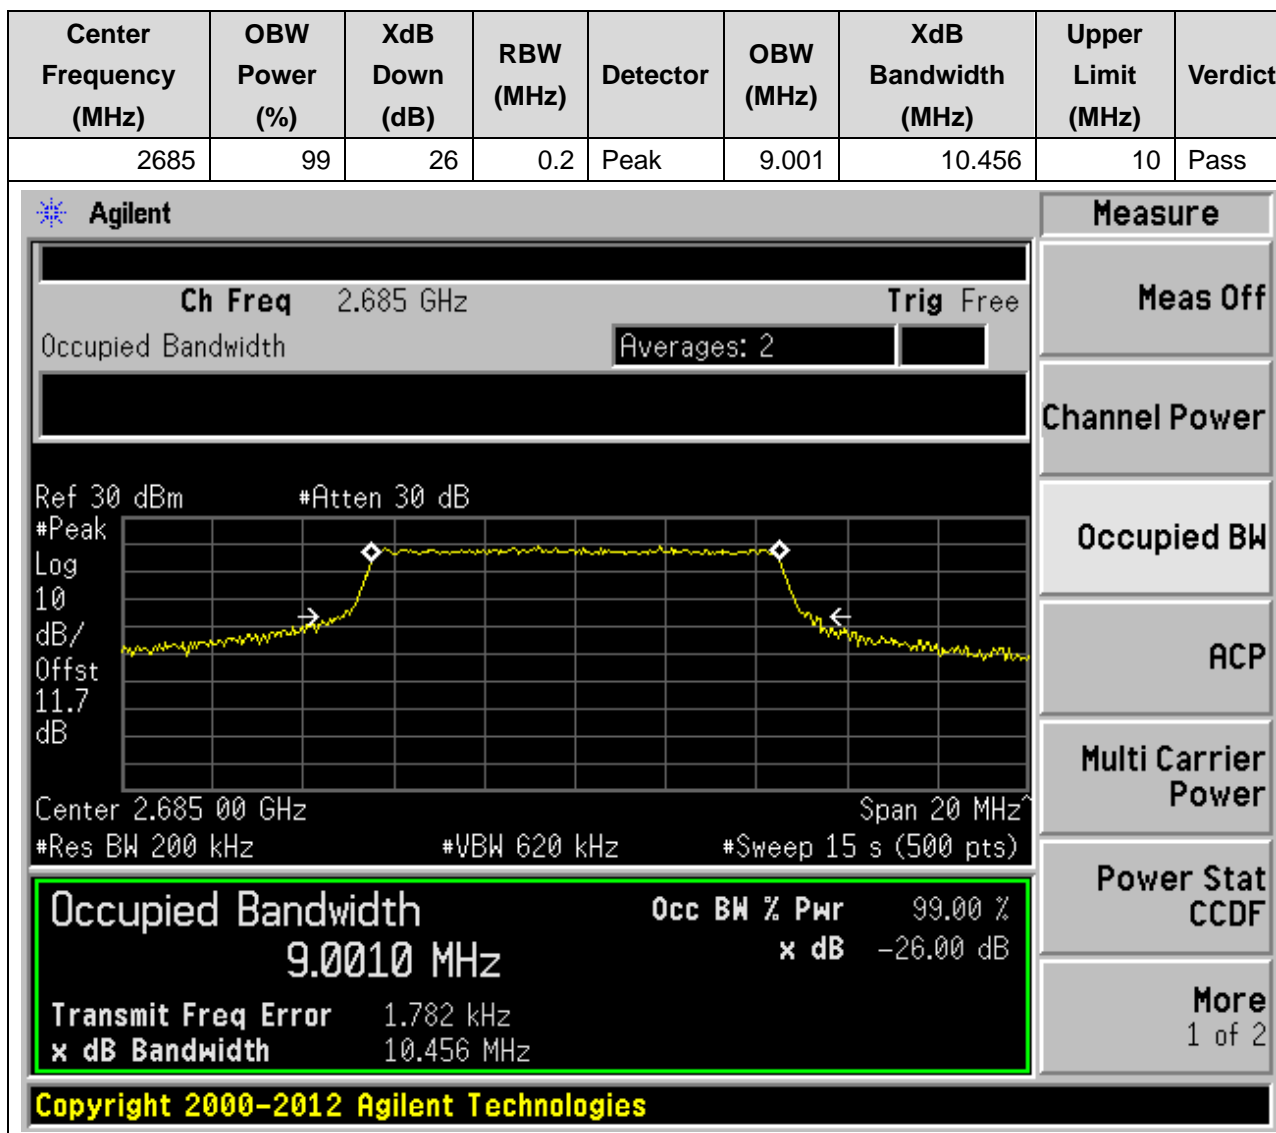 Center Frequency (MHz) OBW Power (%) XdB Down (dB) RBW (MHz) Detector OBW (MHz) XdB Bandwidth (MHz) Upper Limit (MHz) Verdict
2685 99 26 0.2 Peak 9.001 10.456 10 Pass
Agilent
Measure
Ch Freq 2.685 GHz Trig Free
Meas Off
Occupied Bandwidth Averages: 2
Channel Power
Ref 30 dBm #Atten 30 dB
#Peak
Log
10
dB/
Offst
11.7
dB
Occupied BW
ACP
Multi Carrier
Power
Center 2.685 00 GHz Span 20 MHz^
#Res BW 200 kHz #VBW 620 kHz #Sweep 15 s (500 pts)
Power Stat
CCDF
Occupied Bandwidth Occ BW % Pwr 99.00 %
9.0010 MHz x dB -26.00 dB
Transmit Freq Error 1.782 kHz
x dB Bandwidth 10.456 MHz
More
1 of 2
Copyright 2000-2012 Agilent Technologies